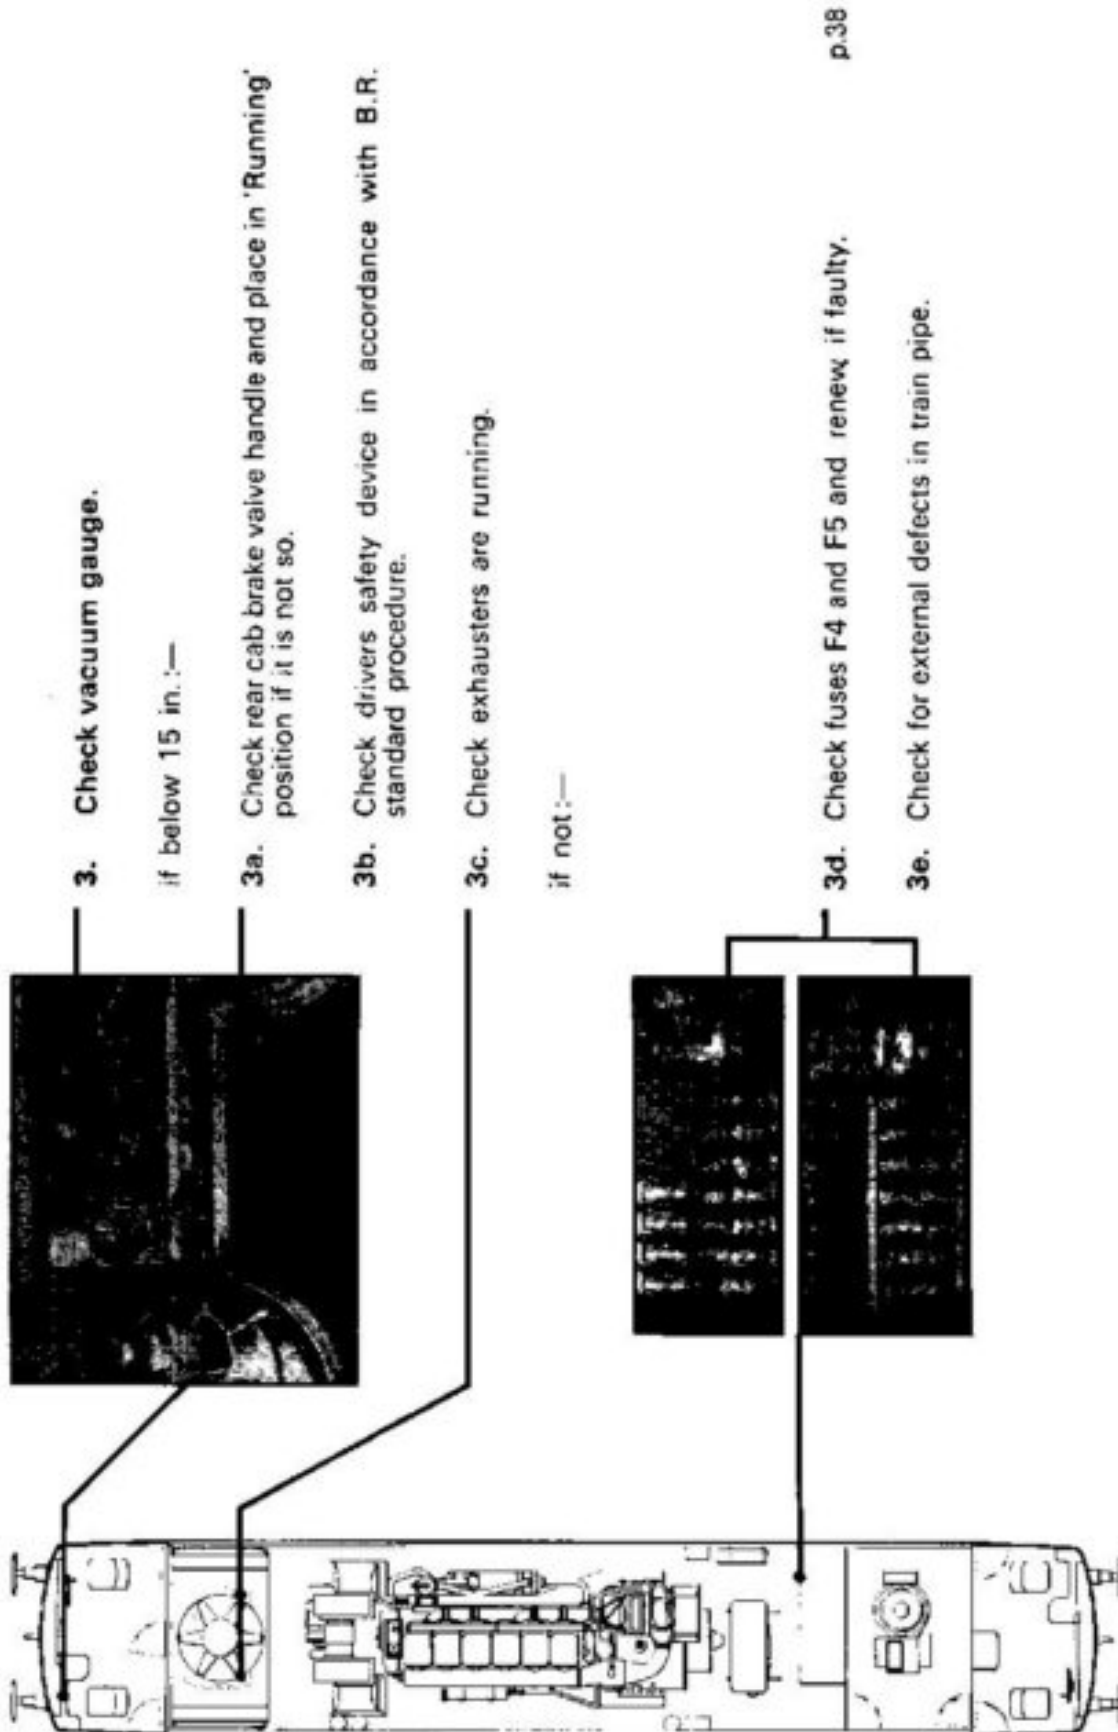 3. Check vacuum gauge.
if below 15 in. :—
3a. Check rear cab brake valve handle and place in 'Running'
position if it is not so.
3b. Check drivers safety device in accordance with B.R.
standard procedure.
3c. Check exhausters are running.
if not :—
3d. Check fuses F4 and F5 and renew, if faulty.
3e. Check for external defects in train pipe.
p.38